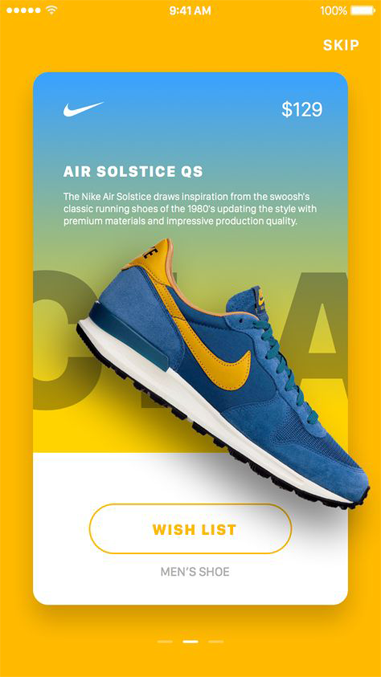 9:41 AM
100%
SKIP
$129
AIR SOLSTICE QS
The Nike Air Solstice draws inspiration from the swoosh's
classic running shoes of the 1980's updating the style with
premium materials and impressive production quality.
WISH LIST
MEN'S SHOE